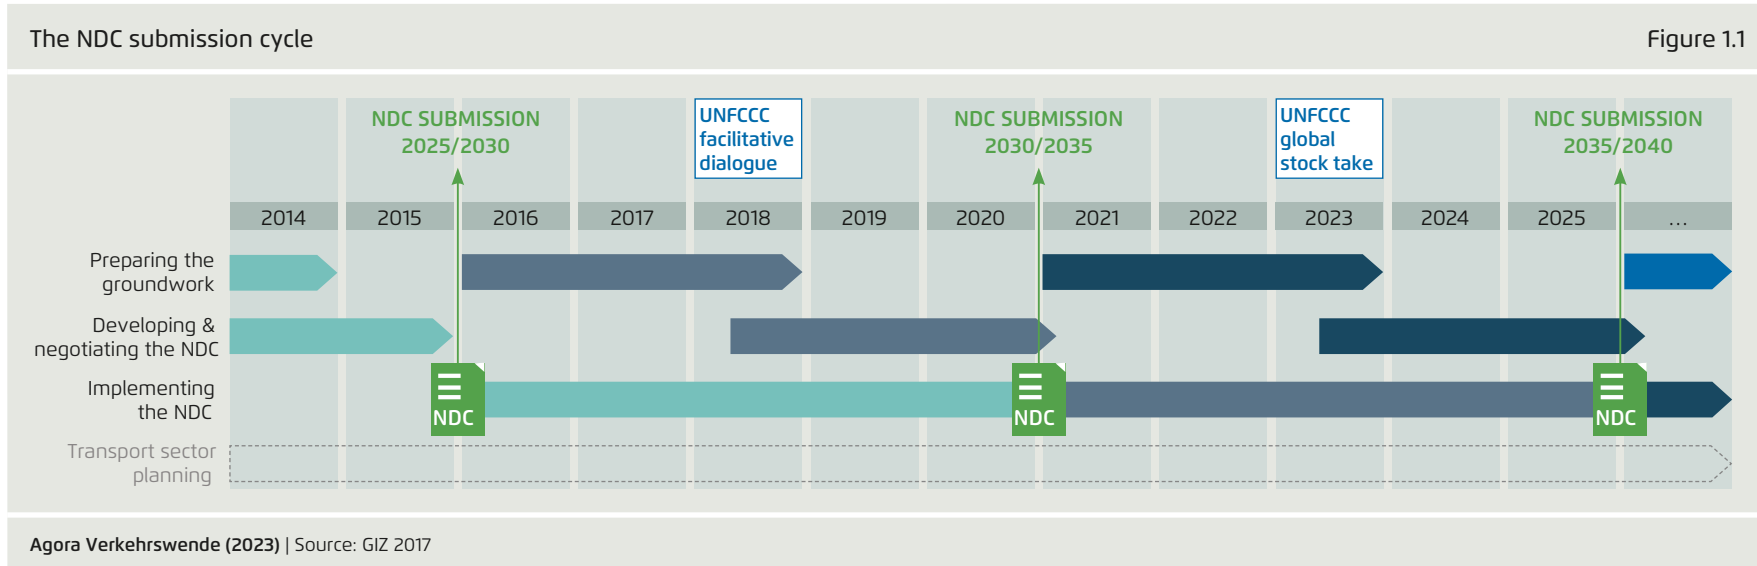 The NDC submission cycle
Figure 1.1
NDC SUBMISSION
2025/2030
UNFCCC
facilitative
dialogue
NDC SUBMISSION
2030/2035
UNFCCC
global
stock take
NDC SUBMISSION
2035/2040
2014 2015 2016 2017 2018 2019 2020 2021 2022 2023 2024 2025 ...
Preparing the
groundwork
Developing &
negotiating the NDC
Implementing
the NDC
NDC
NDC
NDC
Transport sector
planning
Agora Verkehrswende (2023) | Source: GIZ 2017